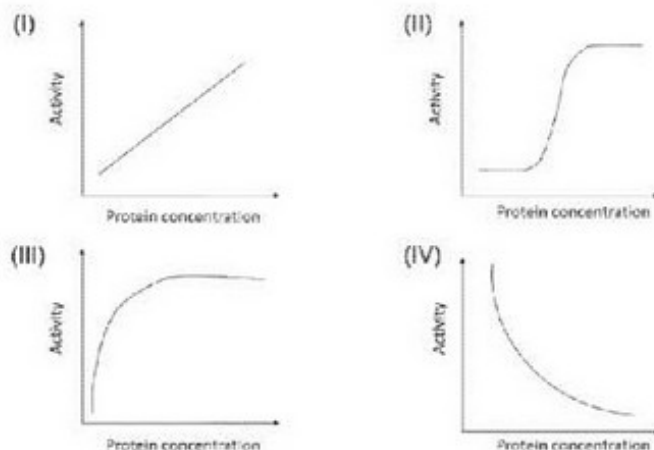 (I)
Activity
Protein concentration
(II)
Activity
Protein concentration
(III)
Activity
Protein concentration
(IV)
Activity
Protein concentration